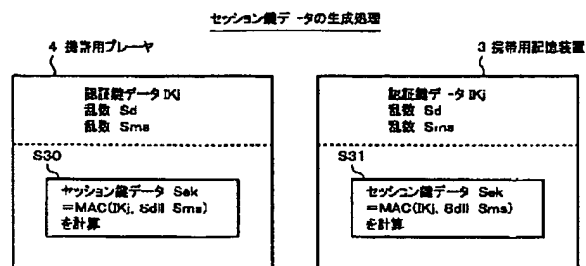 セッション鍵データの生成処理
4 携帯用プレーヤ
3 携帯用記憶装置
認証鍵データ IKj
乱数 Sd
乱数 Sms
認証鍵データ IKj
乱数 Sd
乱数 Sms
S30
S31
セッション鍵データ Sek
=MAC(IKj, Sd|| Sms)
を計算
セッション鍵データ Sek
=MAC(IKj, Sd|| Sms)
を計算